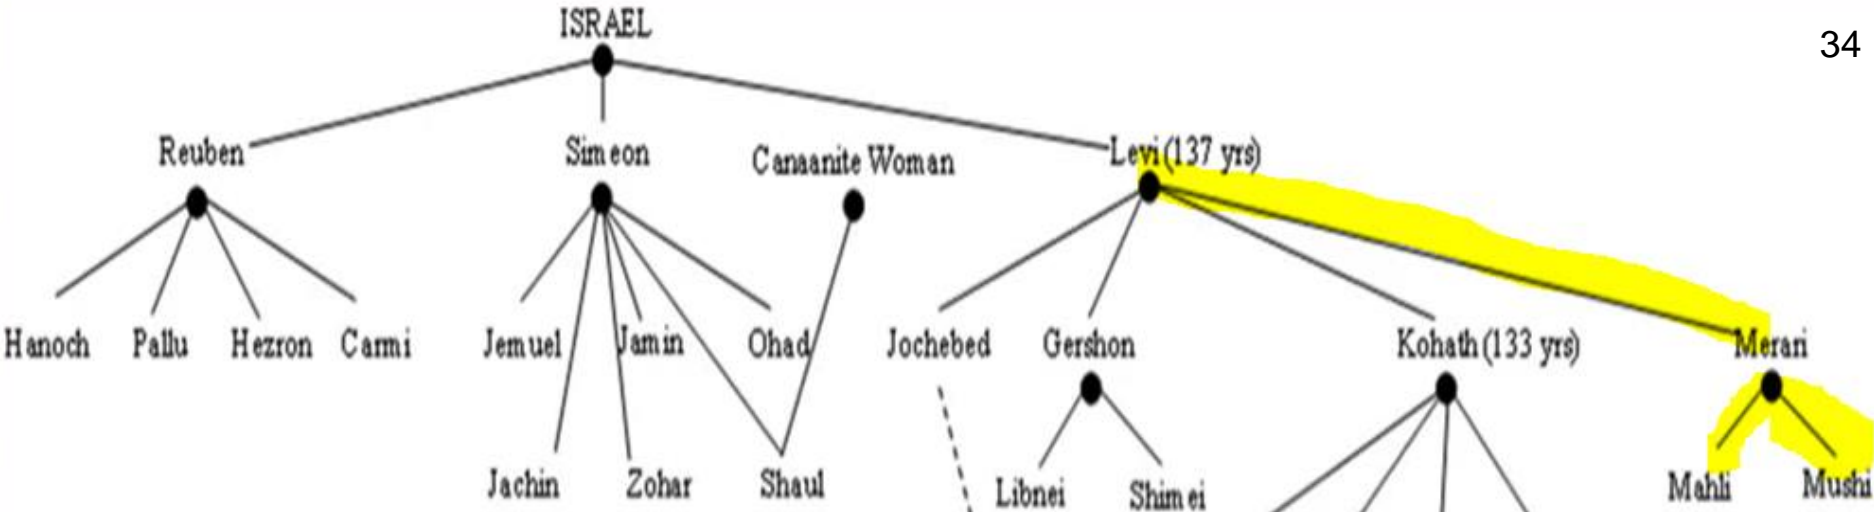 ISRAEL
34
Reuben Simeon Canaanite Woman Levi (137 yrs)
Hanoch Pallu Hezron Carmi Jemuel Jamin Ohad Jochebed Gershon Kohath (133 yrs) Merari
Jachin Zohar Shaul Libnei Shimei Mahli Mushi